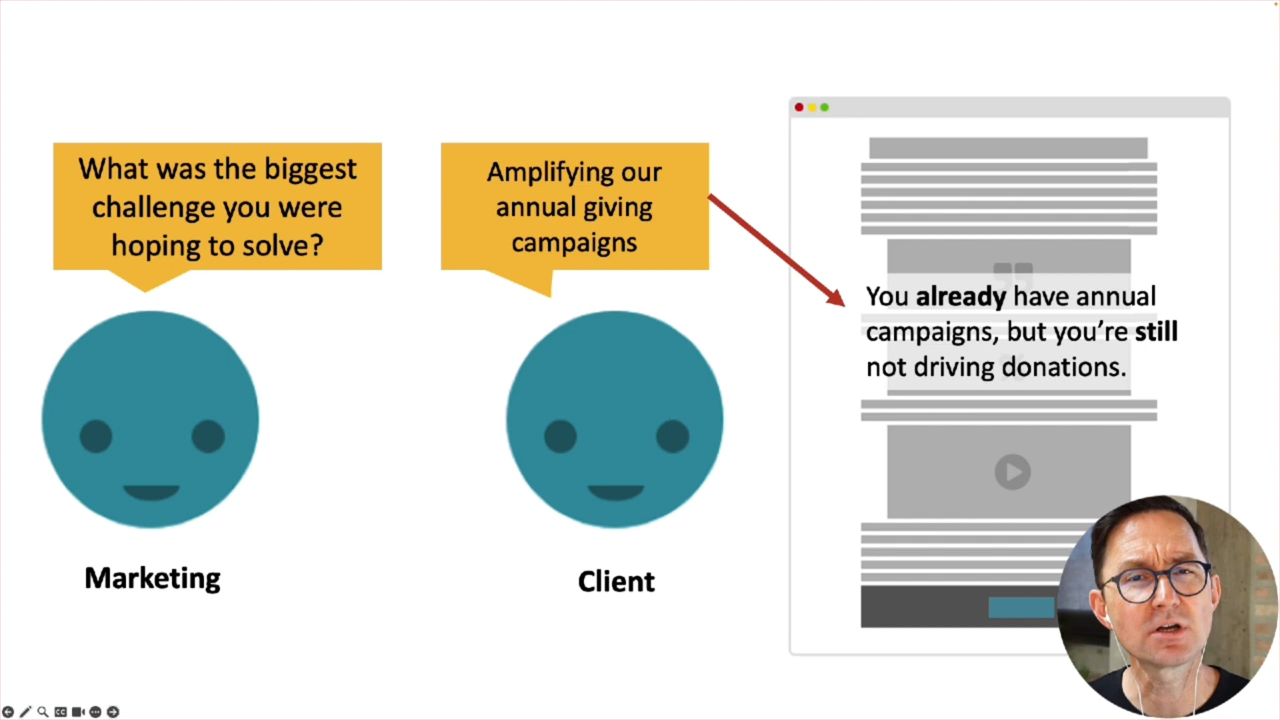 What was the biggest
challenge you were
hoping to solve?
Amplifying our
annual giving
campaigns
You already have annual
campaigns, but you’re still
not driving donations.
Marketing
Client